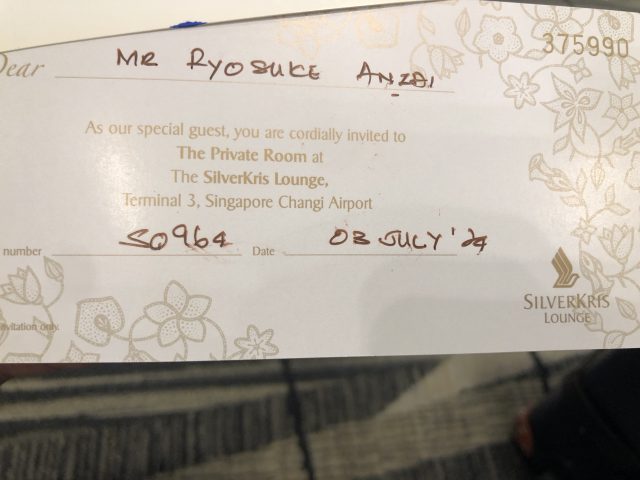 375990
Dear MR RYOSUKE ANZAI
As our special guest, you are cordially invited to
The Private Room at
The SilverKris Lounge,
Terminal 3, Singapore Changi Airport
number SQ964 Date 03 JULY '24
SILVERKRIS
LOUNGE
invitation only.